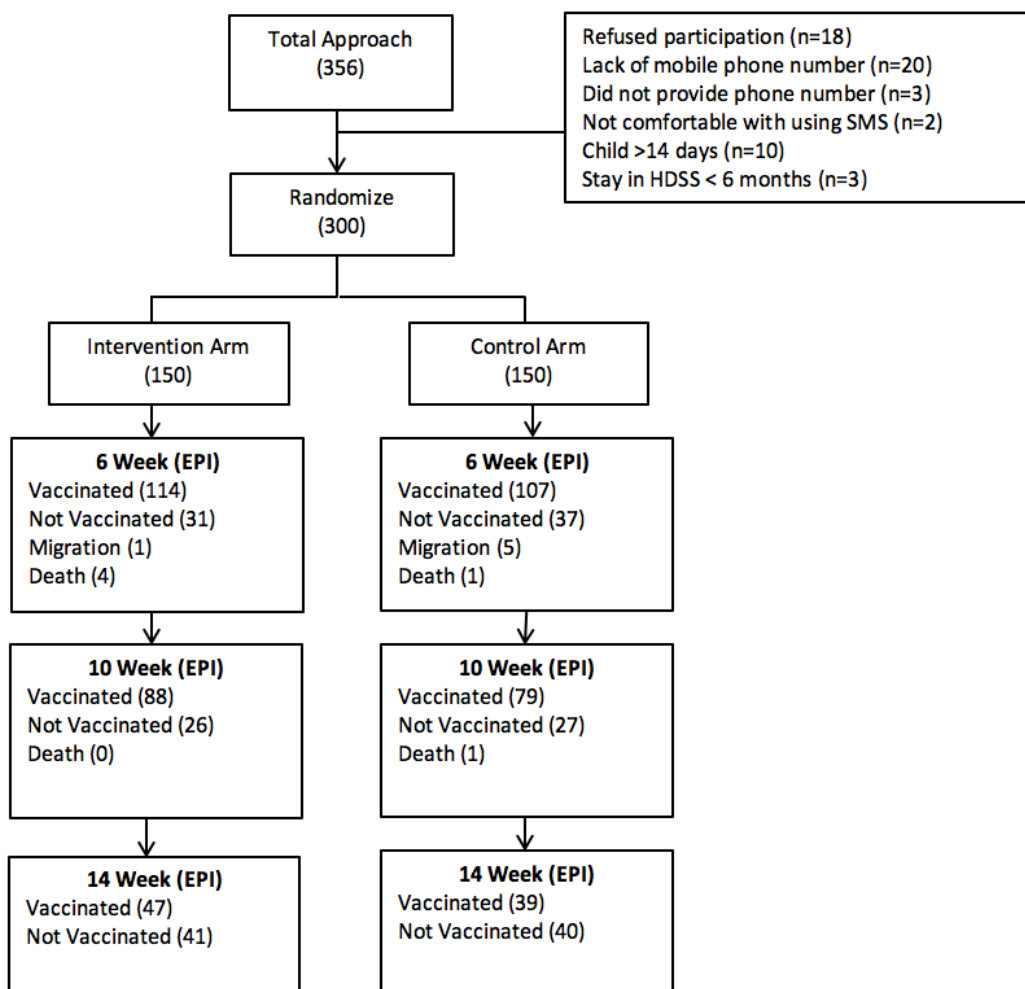 Total Approach
(356)
Refused participation (n=18)
Lack of mobile phone number (n=20)
Did not provide phone number (n=3)
Not comfortable with using SMS (n=2)
Child >14 days (n=10)
Stay in HDSS < 6 months (n=3)
Randomize
(300)
Intervention Arm
(150)
Control Arm
(150)
6 Week (EPI)
Vaccinated (114)
Not Vaccinated (31)
Migration (1)
Death (4)
6 Week (EPI)
Vaccinated (107)
Not Vaccinated (37)
Migration (5)
Death (1)
10 Week (EPI)
Vaccinated (88)
Not Vaccinated (26)
Death (0)
10 Week (EPI)
Vaccinated (79)
Not Vaccinated (27)
Death (1)
14 Week (EPI)
Vaccinated (47)
Not Vaccinated (41)
14 Week (EPI)
Vaccinated (39)
Not Vaccinated (40)